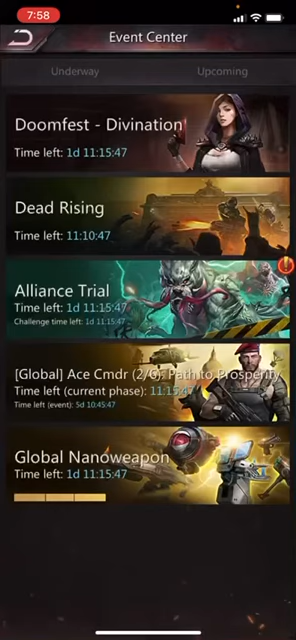 7:58
Event Center
Underway
Upcoming
Doomfest - Divination
Time left: 1d 11:15:47
Dead Rising
Time left: 11:10:47
Alliance Trial
Time left: 1d 11:15:47
Challenge time left: 1d 11:15:47
[Global] Ace Cmdr (2/6): Path to Prosperity
Time left (current phase): 11:15:47
Time left (event): 5d 10:45:47
Global Nanoweapon
Time left: 1d 11:15:47